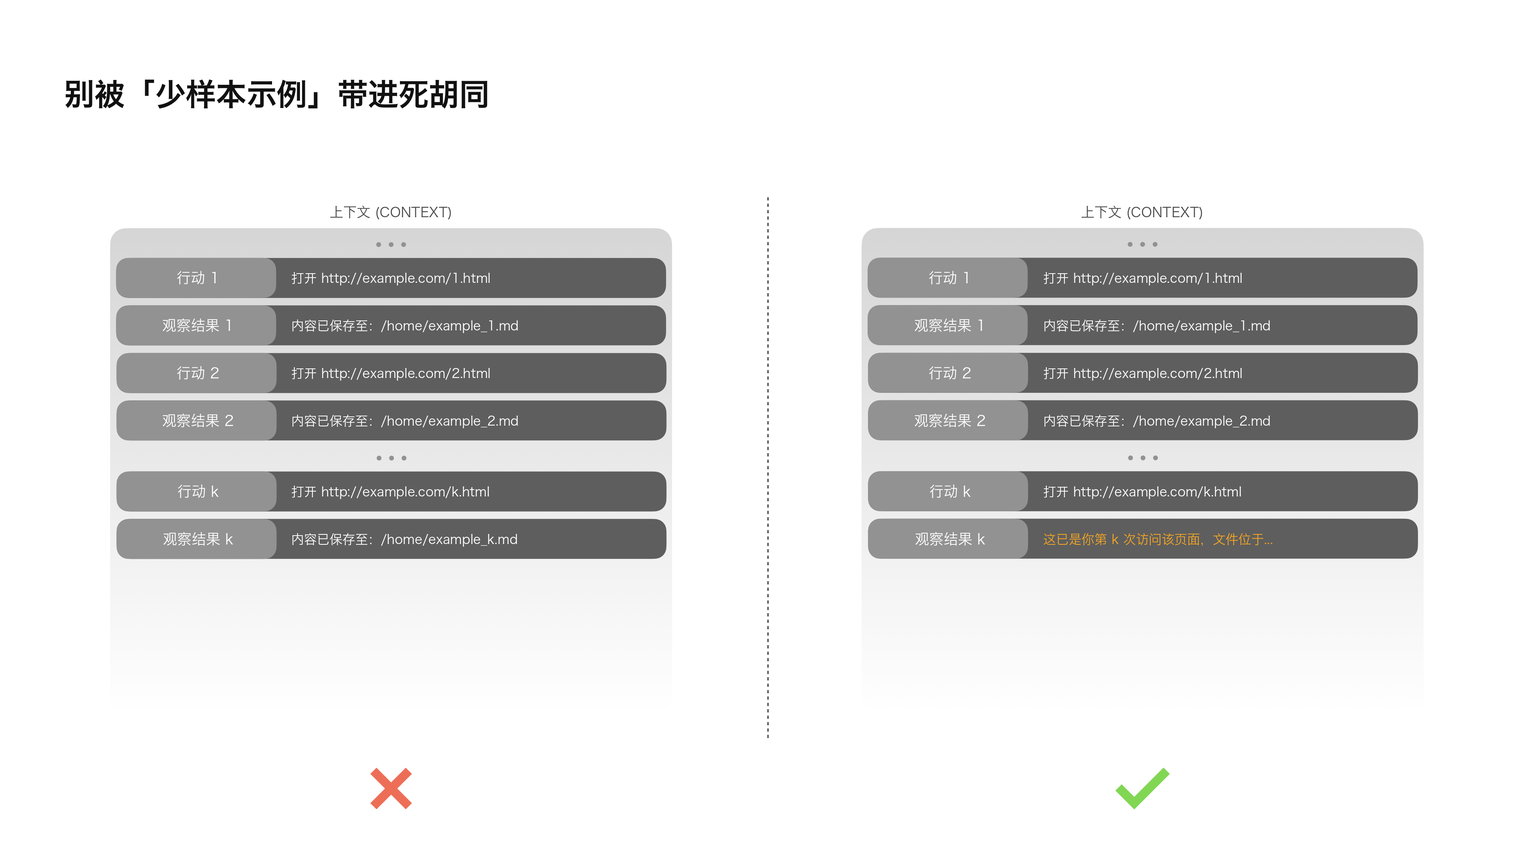 别被「少样本示例」带进死胡同
上下文 (CONTEXT)
行动 1
打开 http://example.com/1.html
观察结果 1
内容已保存至：/home/example_1.md
行动 2
打开 http://example.com/2.html
观察结果 2
内容已保存至：/home/example_2.md
行动 k
打开 http://example.com/k.html
观察结果 k
内容已保存至：/home/example_k.md
上下文 (CONTEXT)
行动 1
打开 http://example.com/1.html
观察结果 1
内容已保存至：/home/example_1.md
行动 2
打开 http://example.com/2.html
观察结果 2
内容已保存至：/home/example_2.md
行动 k
打开 http://example.com/k.html
观察结果 k
这已是你第 k 次访问该页面，文件位于...